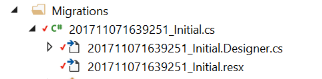 Migrations
C# 201711071639251_Initial.cs
201711071639251_Initial.Designer.cs
201711071639251_Initial.resx